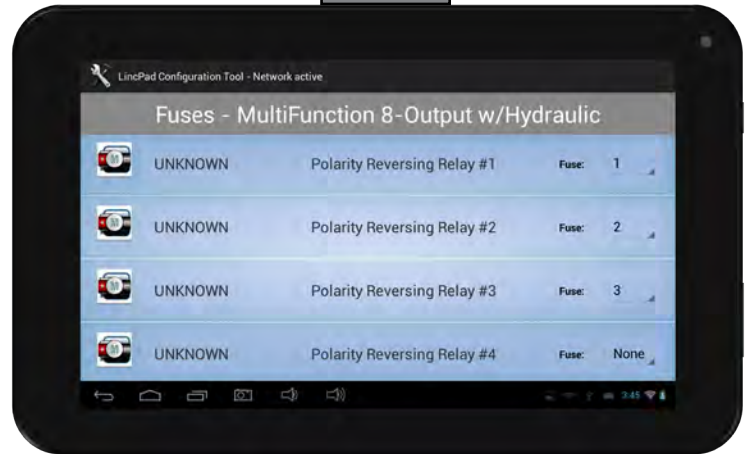 LincPad Configuration Tool - Network active
Fuses - MultiFunction 8-Output w/Hydraulic
UNKNOWN Polarity Reversing Relay #1 Fuse: 1
UNKNOWN Polarity Reversing Relay #2 Fuse: 2
UNKNOWN Polarity Reversing Relay #3 Fuse: 3
UNKNOWN Polarity Reversing Relay #4 Fuse: None
3:45